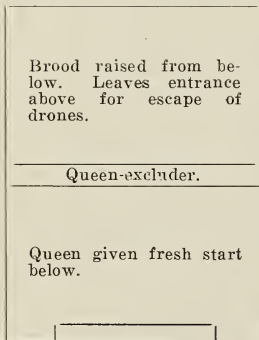 Brood raised from be-
low. Leaves entrance
above for escape of
drones.
Queen-excluder.
Queen given fresh start
below.